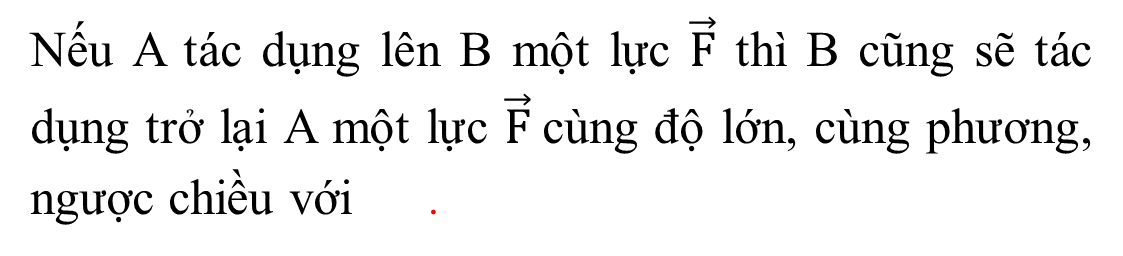 Nếu A tác dụng lên B một lực F⃗ thì B cũng sẽ tác
dụng trở lại A một lực F⃗ cùng độ lớn, cùng phương,
ngược chiều với .